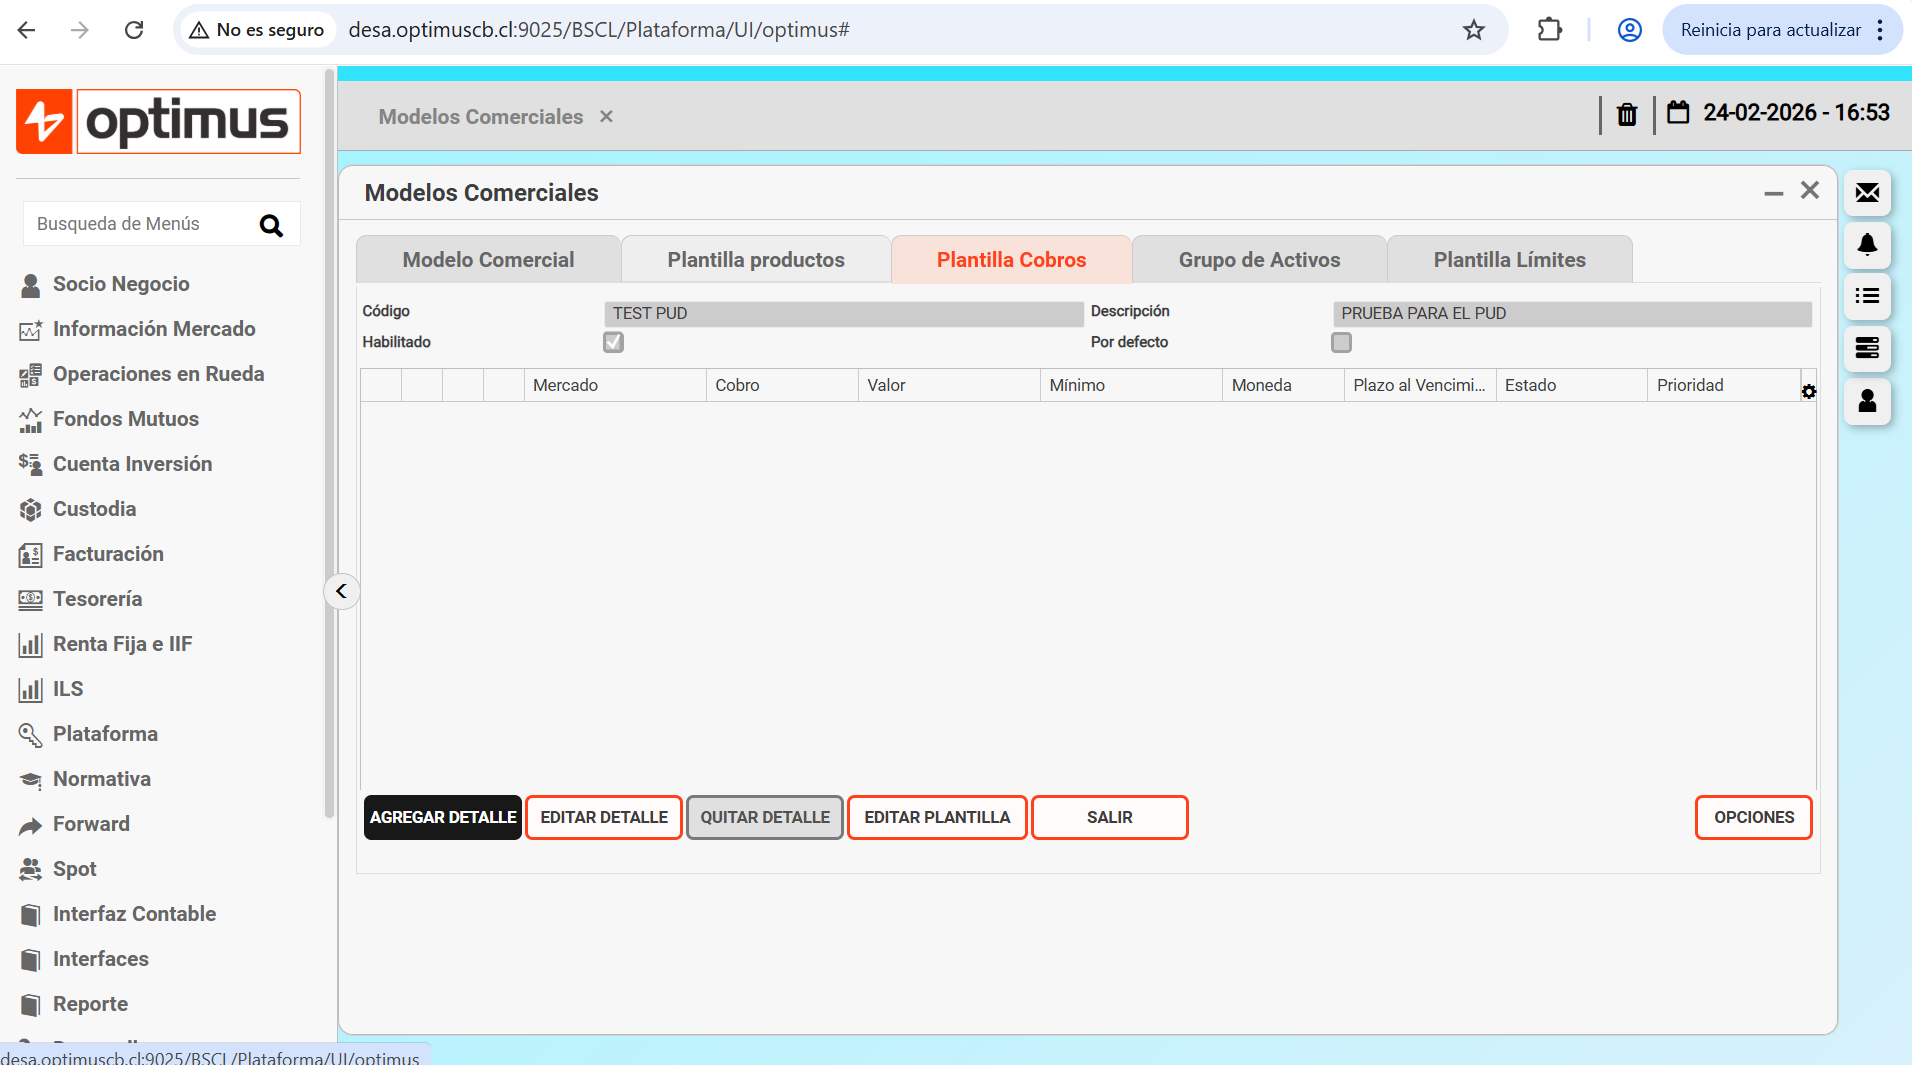 No es seguro
desa.optimuscb.cl:9025/BSCL/Plataforma/UI/optimus#
Reinicia para actualizar
optimus
Modelos Comerciales
24-02-2026 - 16:53
Busqueda de Menús
Socio Negocio
Información Mercado
Operaciones en Rueda
Fondos Mutuos
Cuenta Inversión
Custodia
Facturación
Tesorería
Renta Fija e IIF
ILS
Plataforma
Normativa
Forward
Spot
Interfaz Contable
Interfaces
Reporte
desa.optimuscb.cl:9025/BSCL/Plataforma/UI/optimus
Modelos Comerciales
Modelo Comercial
Plantilla productos
Plantilla Cobros
Grupo de Activos
Plantilla Límites
Código
TEST PUD
Descripción
PRUEBA PARA EL PUD
Habilitado
Por defecto
Mercado
Cobro
Valor
Mínimo
Moneda
Plazo al Vencimi...
Estado
Prioridad
AGREGAR DETALLE
EDITAR DETALLE
QUITAR DETALLE
EDITAR PLANTILLA
SALIR
OPCIONES